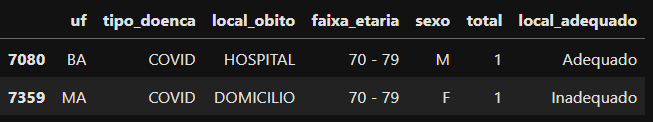 uf tipo_doenca local_obito faixa_etaria sexo total local_adequado
7080 BA COVID HOSPITAL 70 - 79 M 1 Adequado
7359 MA COVID DOMICILIO 70 - 79 F 1 Inadequado